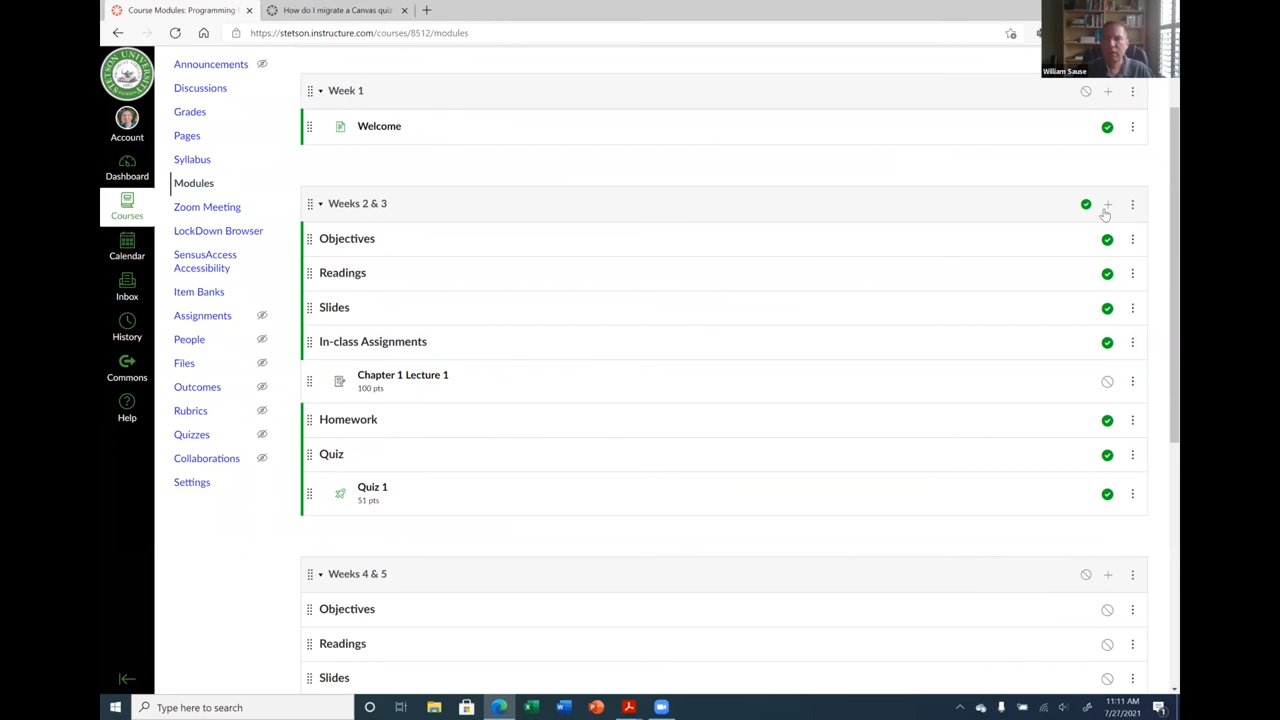 Course Modules: Programming
How do I migrate a Canvas quiz
https://stetson.instructure.com/courses/8512/modules
William Sause
STETSON UNIVERSITY
Account
Dashboard
Courses
Calendar
Inbox
History
Commons
Help
Announcements
Discussions
Grades
Pages
Syllabus
Modules
Zoom Meeting
LockDown Browser
SensusAccess
Accessibility
Item Banks
Assignments
People
Files
Outcomes
Rubrics
Quizzes
Collaborations
Settings
Week 1
Welcome
Weeks 2 & 3
Objectives
Readings
Slides
In-class Assignments
Chapter 1 Lecture 1
100 pts
Homework
Quiz
Quiz 1
51 pts
Weeks 4 & 5
Objectives
Readings
Slides
Type here to search
11:11 AM
7/27/2021
1